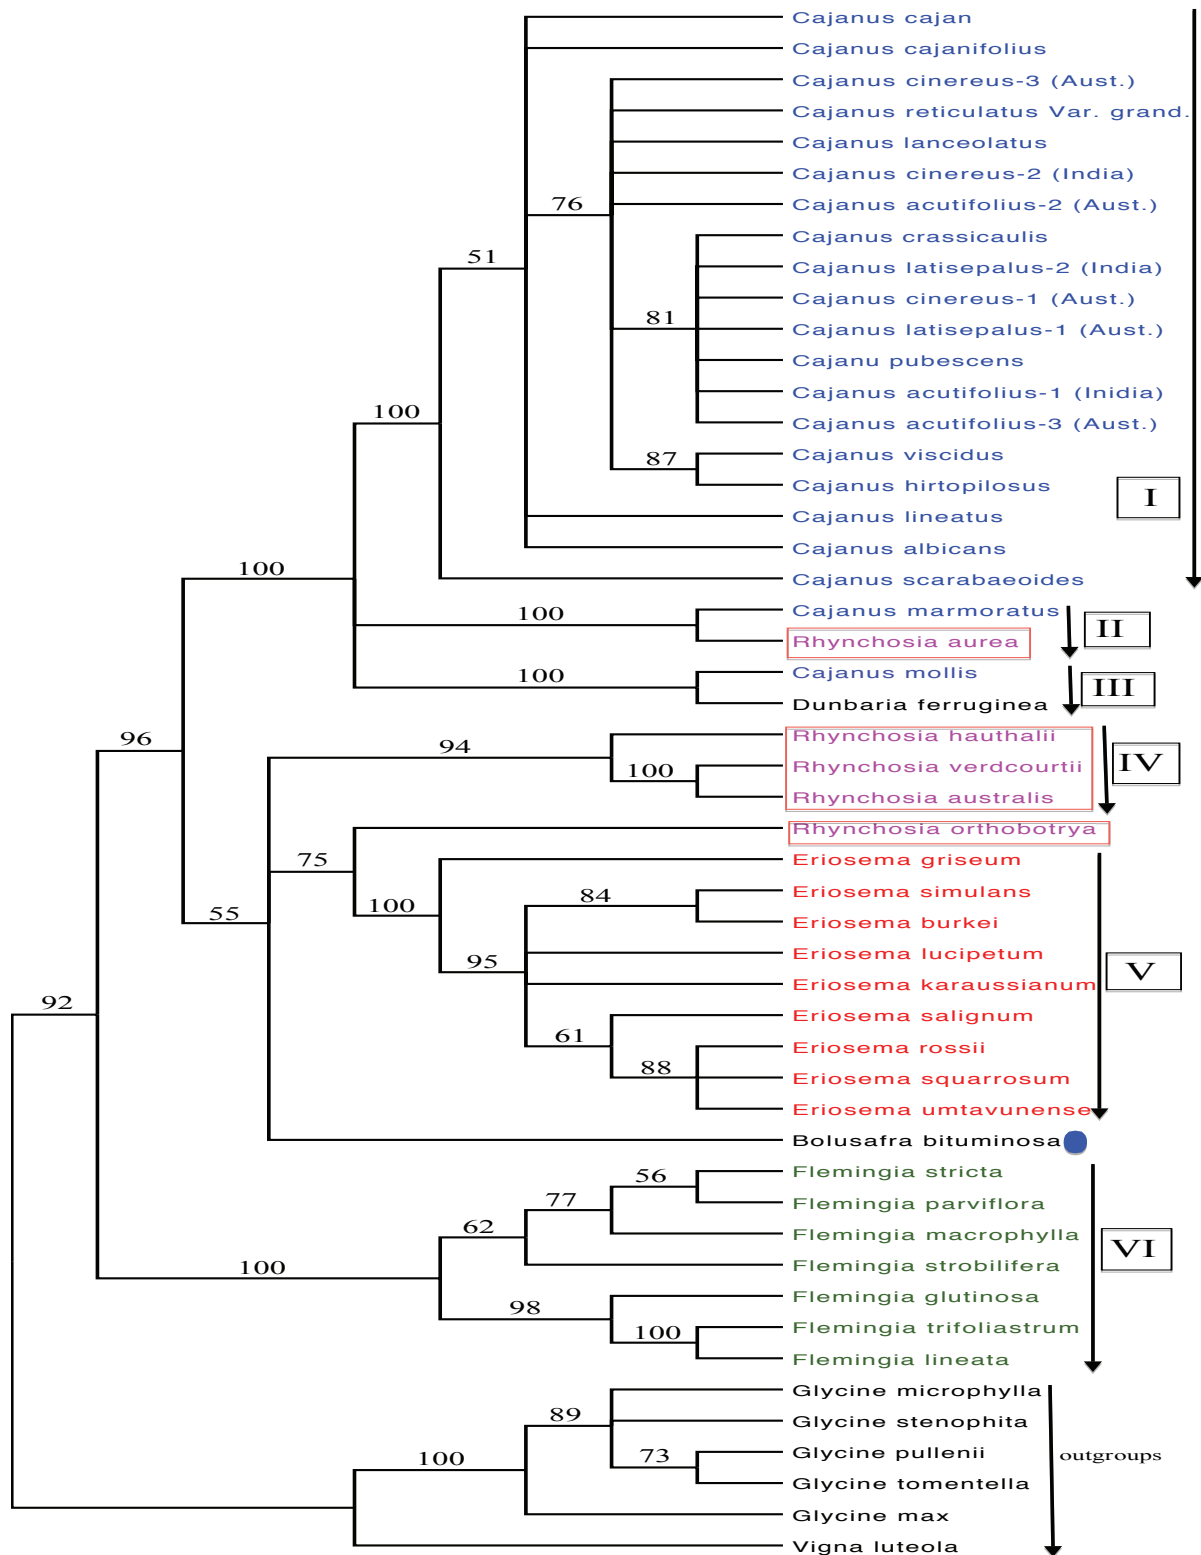 Cajanus cajan
Cajanus cajanifolius
Cajanus cinereus-3 (Aust.)
Cajanus reticulatus Var. grand.
Cajanus lanceolatus
Cajanus cinereus-2 (India)
76
Cajanus acutifolius-2 (Aust.)
Cajanus crassicaulis
51
Cajanus latisepalus-2 (India)
Cajanus cinereus-1 (Aust.)
81
Cajanus latisepalus-1 (Aust.)
Cajanu pubescens
Cajanus acutifolius-1 (Inidia)
100
Cajanus acutifolius-3 (Aust.)
Cajanus viscidus
87
Cajanus hirtopilosus
I
Cajanus lineatus
Cajanus albicans
100
Cajanus scarabaeoides
Cajanus marmoratus
100
II
Rhynchosia aurea
Cajanus mollis
100
III
Dunbaria ferruginea
Rhynchosia hauthalii
96
94
Rhynchosia verdcourtii
IV
100
Rhynchosia australis
Rhynchosia orthobotrya
75
Eriosema griseum
Eriosema simulans
84
100
Eriosema burkei
55
Eriosema lucipetum
95
V
Eriosema karaussianum
92
Eriosema salignum
61
Eriosema rossii
88
Eriosema squarrosum
Eriosema umtavunense
Bolusafra bituminosa
Flemingia stricta
56
77
Flemingia parviflora
62
Flemingia macrophylla
VI
100
Flemingia strobilifera
Flemingia glutinosa
98
Flemingia trifoliastrum
100
Flemingia lineata
Glycine microphylla
89
Glycine stenophita
100
73
Glycine pullenii
outgroups
Glycine tomentella
Glycine max
Vigna luteola